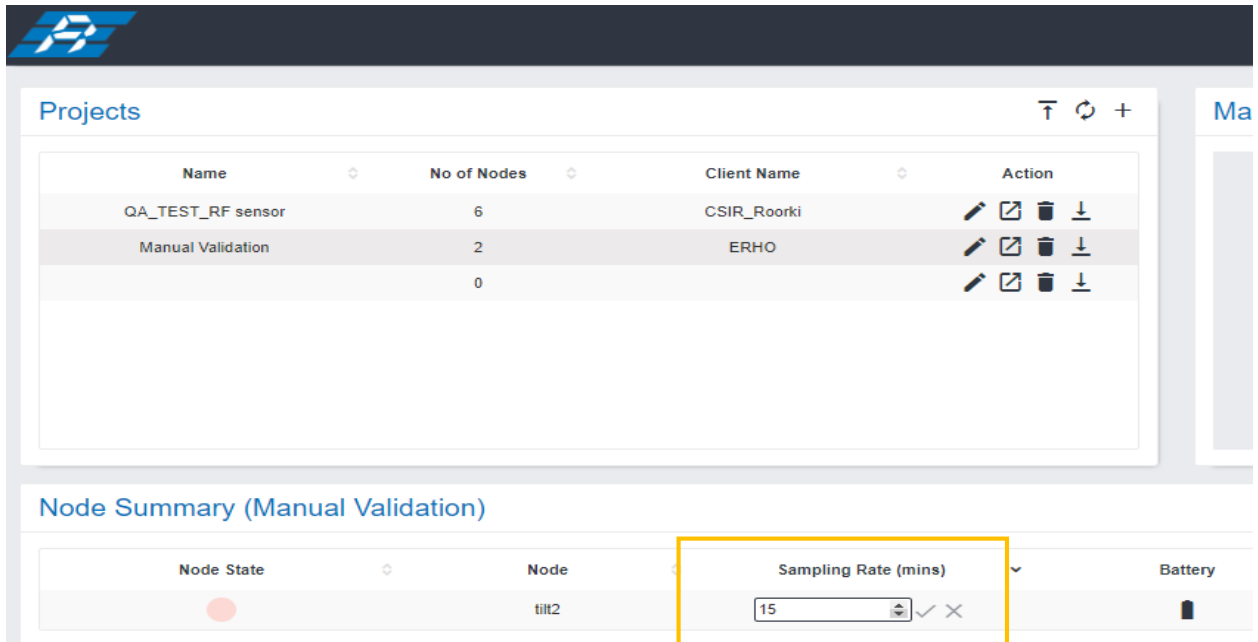 Projects
Ma
Name No of Nodes Client Name Action
QA_TEST_RF sensor 6 CSIR_Roorki
Manual Validation 2 ERHO
0
Node Summary (Manual Validation)
Node State Node Sampling Rate (mins) Battery
tilt2 15